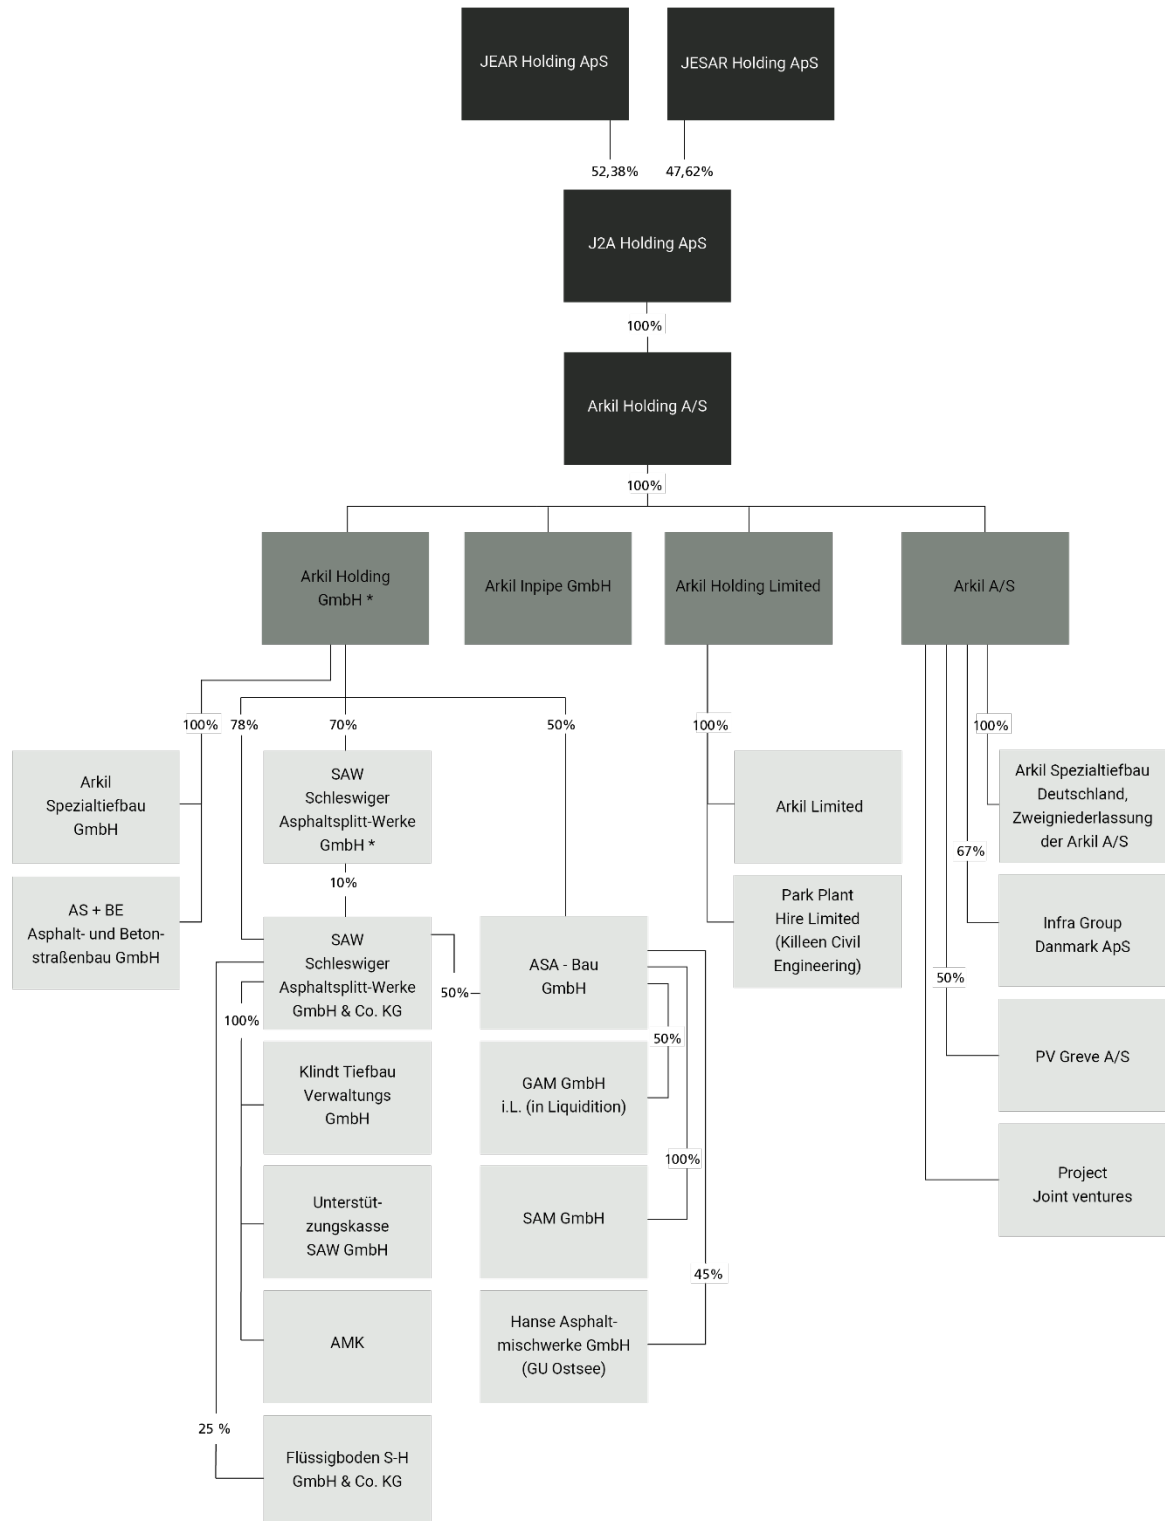 JEAR Holding ApS
JESAR Holding ApS
52,38%
47,62%
J2A Holding ApS
100%
Arkil Holding A/S
100%
Arkil Holding
GmbH *
Arkil Inpipe GmbH
Arkil Holding Limited
Arkil A/S
100%
78%
70%
50%
100%
100%
Arkil
Spezialtiefbau
GmbH
SAW
Schleswiger
Asphaltsplitt-Werke
GmbH *
Arkil Limited
Arkil Spezialtiefbau
Deutschland,
Zweigniederlassung
der Arkil A/S
67%
10%
AS + BE
Asphalt- und Beton-
straßenbau GmbH
SAW
Schleswiger
Asphaltsplitt-Werke
GmbH & Co. KG
50%
ASA - Bau
GmbH
Park Plant
Hire Limited
(Killeen Civil
Engineering)
Infra Group
Danmark ApS
50%
100%
50%
Klindt Tiefbau
Verwaltungs
GmbH
GAM GmbH
i.L. (in Liquidition)
PV Greve A/S
100%
Unterstüt-
zungskasse
SAW GmbH
SAM GmbH
Project
Joint ventures
45%
AMK
Hanse Asphalt-
mischwerke GmbH
(GU Ostsee)
25 %
Flüssigboden S-H
GmbH & Co. KG